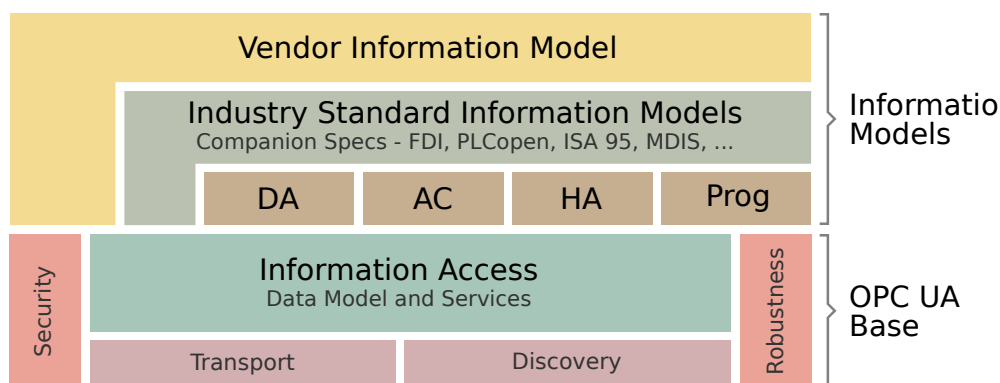 Vendor Information Model
Industry Standard Information Models
Companion Specs - FDI, PLCopen, ISA 95, MDIS, ...
DA
AC
HA
Prog
Informatio
Models
Security
Information Access
Data Model and Services
Transport
Discovery
Robustness
OPC UA
Base